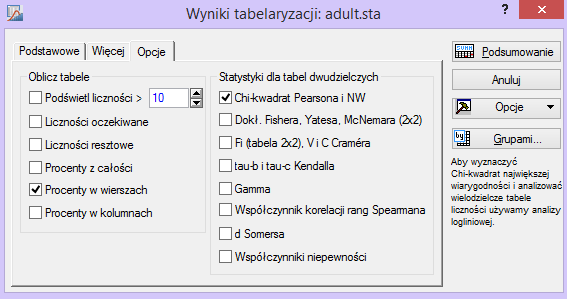 Wyniki tabelaryzacji: adult.sta
?
Podstawowe Więcej Opcje
Oblicz tabele
Podświetl liczności > 10
Liczności oczekiwane
Liczności resztowe
Procenty z całości
Procenty w wierszach
Procenty w kolumnach
Statystyki dla tabel dwudzielczych
Chi-kwadrat Pearsona i NW
Dokł. Fishera, Yatesa, McNemara (2x2)
Fi (tabela 2x2), V i C Craméra
tau-b i tau-c Kendalla
Gamma
Współczynnik korelacji rang Spearmana
d Somersa
Współczynniki niepewności
Podsumowanie
Anuluj
Opcje
Grupami...
Aby wyznaczyć
Chi-kwadrat największej
wiarygodności i analizować
wielodzielcze tabele
liczności używamy analizy
logliniowej.